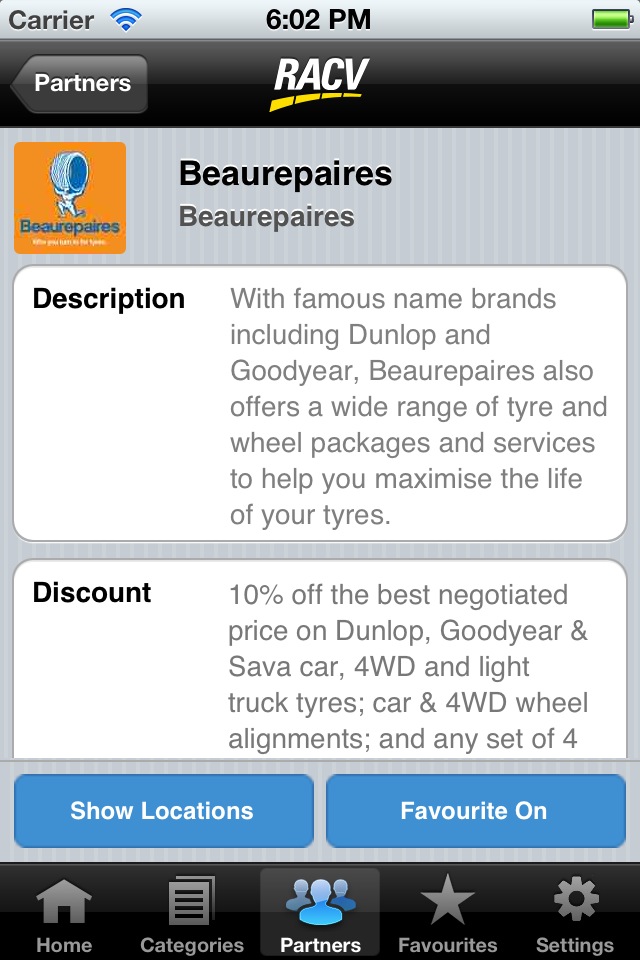 Carrier 6:02 PM
Partners RACV
Beaurepaires
Beaurepaires
Beaurepaires
Who you turn to for tyres...
Description With famous name brands
including Dunlop and
Goodyear, Beaurepaires also
offers a wide range of tyre and
wheel packages and services
to help you maximise the life
of your tyres.
Discount 10% off the best negotiated
price on Dunlop, Goodyear &
Sava car, 4WD and light
truck tyres; car & 4WD wheel
alignments; and any set of 4
Show Locations Favourite On
Home Categories Partners Favourites Settings